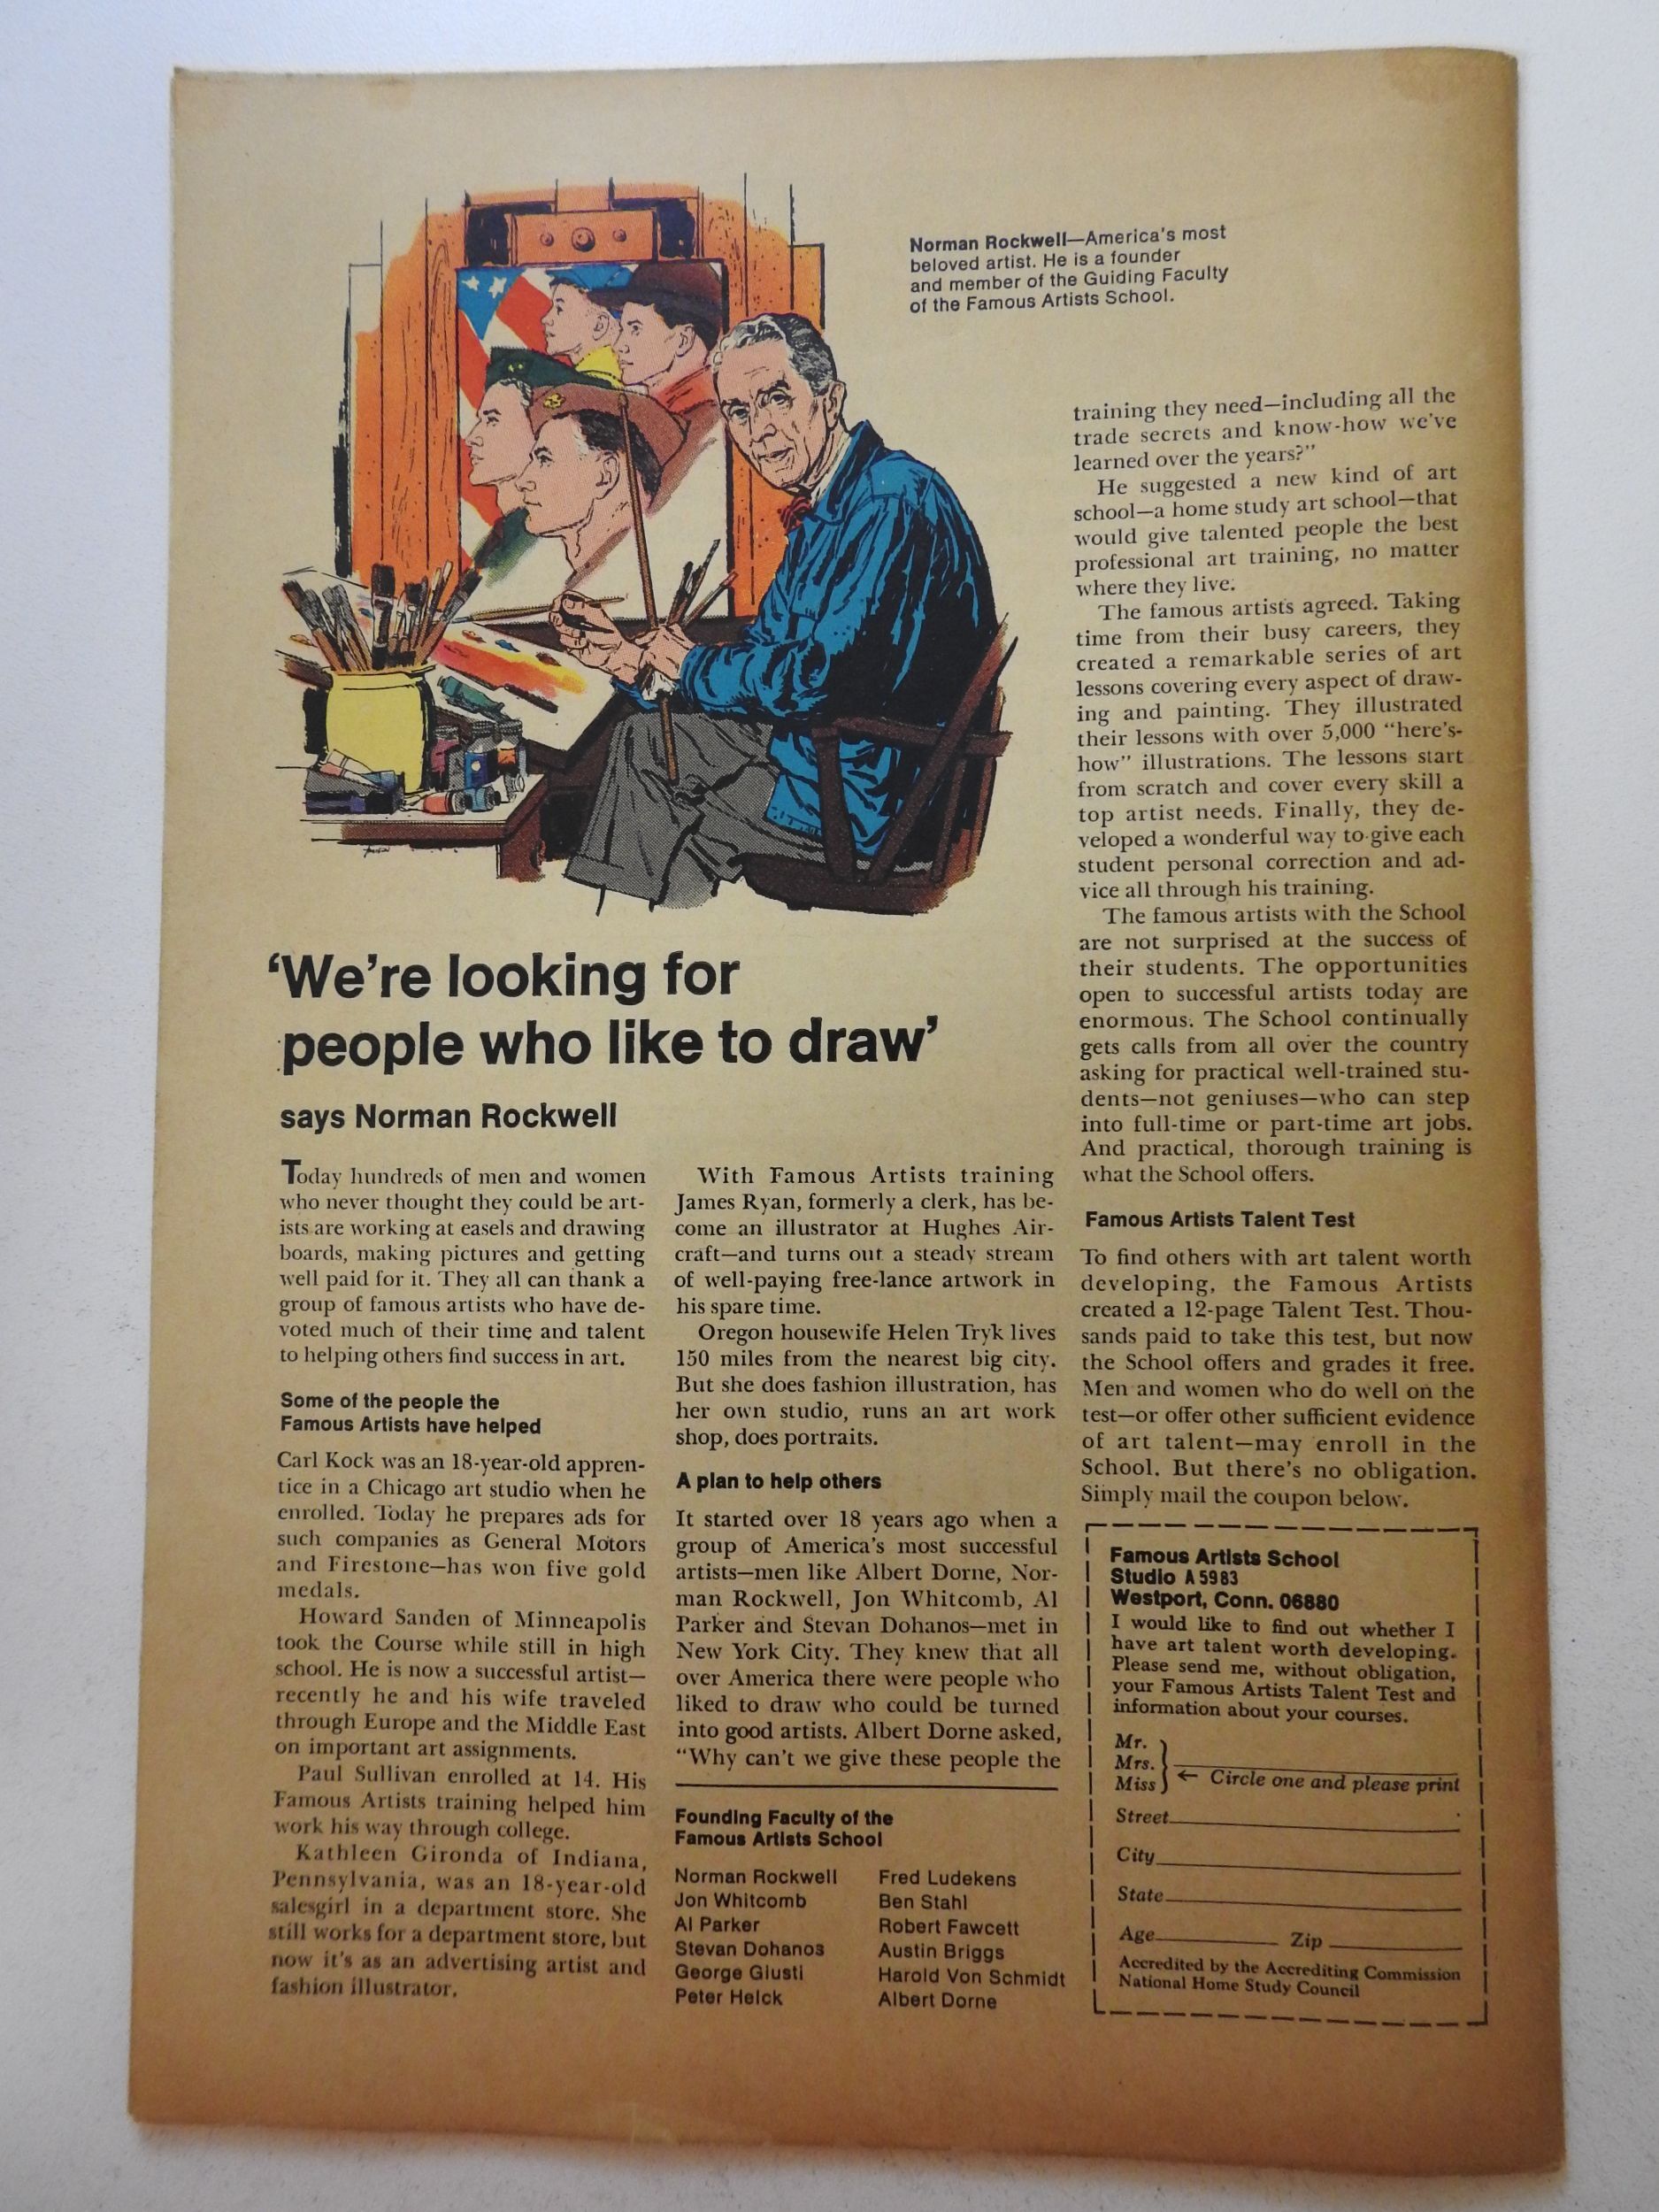 Norman Rockwell—America's most
beloved artist. He is a founder
and member of the Guiding Faculty
of the Famous Artists School.
'We're looking for
people who like to draw'
says Norman Rockwell
Today hundreds of men and women
who never thought they could be art-
ists are working at easels and drawing
boards, making pictures and getting
well paid for it. They all can thank a
group of famous artists who have de-
voted much of their time and talent
to helping others find success in art.
Some of the people the
Famous Artists have helped
Carl Kock was an 18-year-old appren-
tice in a Chicago art studio when he
enrolled. Today he prepares ads for
such companies as General Motors
and Firestone—has won five gold
medals.
Howard Sanden of Minneapolis
took the Course while still in high
school. He is now a successful artist—
recently he and his wife traveled
through Europe and the Middle East
on important art assignments.
Paul Sullivan enrolled at 14. His
Famous Artists training helped him
work his way through college.
Kathleen Gironda of Indiana,
Pennsylvania, was an 18-year-old
salesgirl in a department store. She
still works for a department store, but
now it's as an advertising artist and
fashion illustrator.
With Famous Artists training
James Ryan, formerly a clerk, has be-
come an illustrator at Hughes Air-
craft—and turns out a steady stream
of well-paying free-lance artwork in
his spare time.
Oregon housewife Helen Tryk lives
150 miles from the nearest big city.
But she does fashion illustration, has
her own studio, runs an art work
shop, does portraits.
A plan to help others
It started over 18 years ago when a
group of America's most successful
artists—men like Albert Dorne, Nor-
man Rockwell, Jon Whitcomb, Al
Parker and Stevan Dohanos—met in
New York City. They knew that all
over America there were people who
liked to draw who could be turned
into good artists. Albert Dorne asked,
"Why can't we give these people the
Founding Faculty of the
Famous Artists School
Norman Rockwell
Jon Whitcomb
Al Parker
Stevan Dohanos
George Giusti
Peter Helck
Fred Ludekens
Ben Stahl
Robert Fawcett
Austin Briggs
Harold Von Schmidt
Albert Dorne
training they need—including all the
trade secrets and know-how we've
learned over the years?"
He suggested a new kind of art
school—a home study art school—that
would give talented people the best
professional art training, no matter
where they live.
The famous artists agreed. Taking
time from their busy careers, they
created a remarkable series of art
lessons covering every aspect of draw-
ing and painting. They illustrated
their lessons with over 5,000 "here's-
how" illustrations. The lessons start
from scratch and cover every skill a
top artist needs. Finally, they de-
veloped a wonderful way to give each
student personal correction and ad-
vice all through his training.
The famous artists with the School
are not surprised at the success of
their students. The opportunities
open to successful artists today are
enormous. The School continually
gets calls from all over the country
asking for practical well-trained stu-
dents—not geniuses—who can step
into full-time or part-time art jobs.
And practical, thorough training is
what the School offers.
Famous Artists Talent Test
To find others with art talent worth
developing, the Famous Artists
created a 12-page Talent Test. Thou-
sands paid to take this test, but now
the School offers and grades it free.
Men and women who do well on the
test—or offer other sufficient evidence
of art talent—may enroll in the
School. But there's no obligation.
Simply mail the coupon below.
Famous Artists School
Studio A 5983
Westport, Conn. 06880
I would like to find out whether I
have art talent worth developing.
Please send me, without obligation,
your Famous Artists Talent Test and
information about your courses.
Mr.
Mrs.
Miss
← Circle one and please print
Street
City
State
Age Zip
Accredited by the Accrediting Commission
National Home Study Council